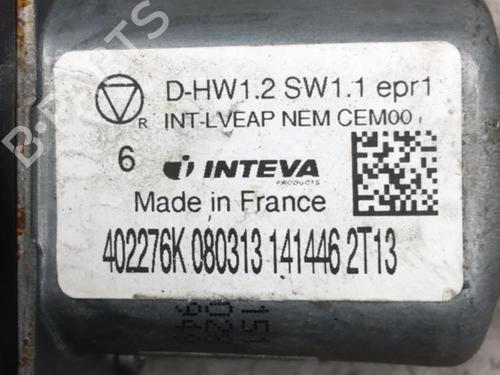 D-HW1.2 SW1.1 epr1
R INT-LVEAP NEM CEM00
6 INTEVA
PRODUCTS
Made in France
402276K 080313 141446 2T13